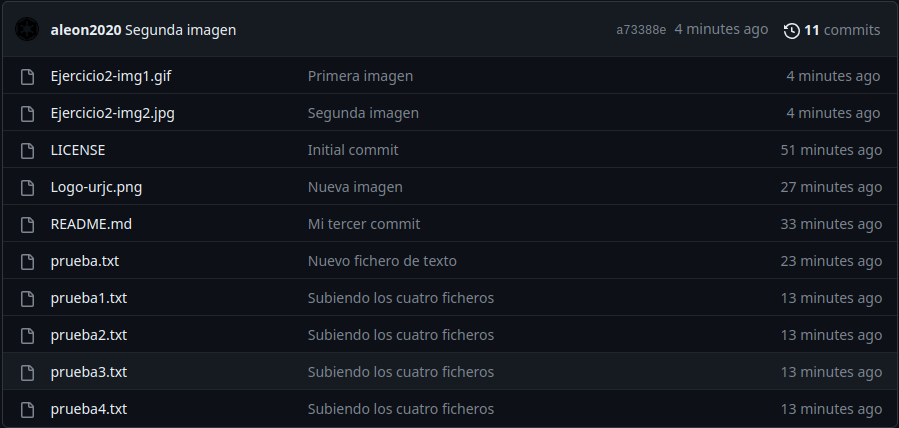 aleon2020 Segunda imagen a73388e 4 minutes ago 11 commits
Ejercicio2-img1.gif Primera imagen 4 minutes ago
Ejercicio2-img2.jpg Segunda imagen 4 minutes ago
LICENSE Initial commit 51 minutes ago
Logo-urjc.png Nueva imagen 27 minutes ago
README.md Mi tercer commit 33 minutes ago
prueba.txt Nuevo fichero de texto 23 minutes ago
prueba1.txt Subiendo los cuatro ficheros 13 minutes ago
prueba2.txt Subiendo los cuatro ficheros 13 minutes ago
prueba3.txt Subiendo los cuatro ficheros 13 minutes ago
prueba4.txt Subiendo los cuatro ficheros 13 minutes ago